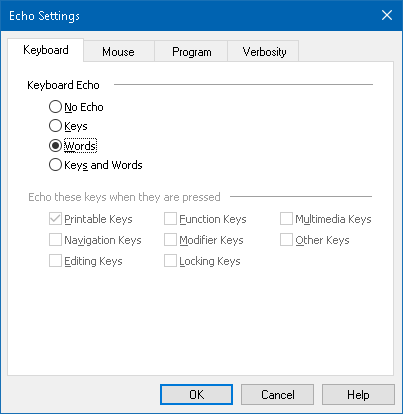 Echo Settings
Keyboard Mouse Program Verbosity
Keyboard Echo
No Echo
Keys
Words
Keys and Words
Echo these keys when they are pressed
Printable Keys Function Keys Multimedia Keys
Navigation Keys Modifier Keys Other Keys
Editing Keys Locking Keys
OK Cancel Help